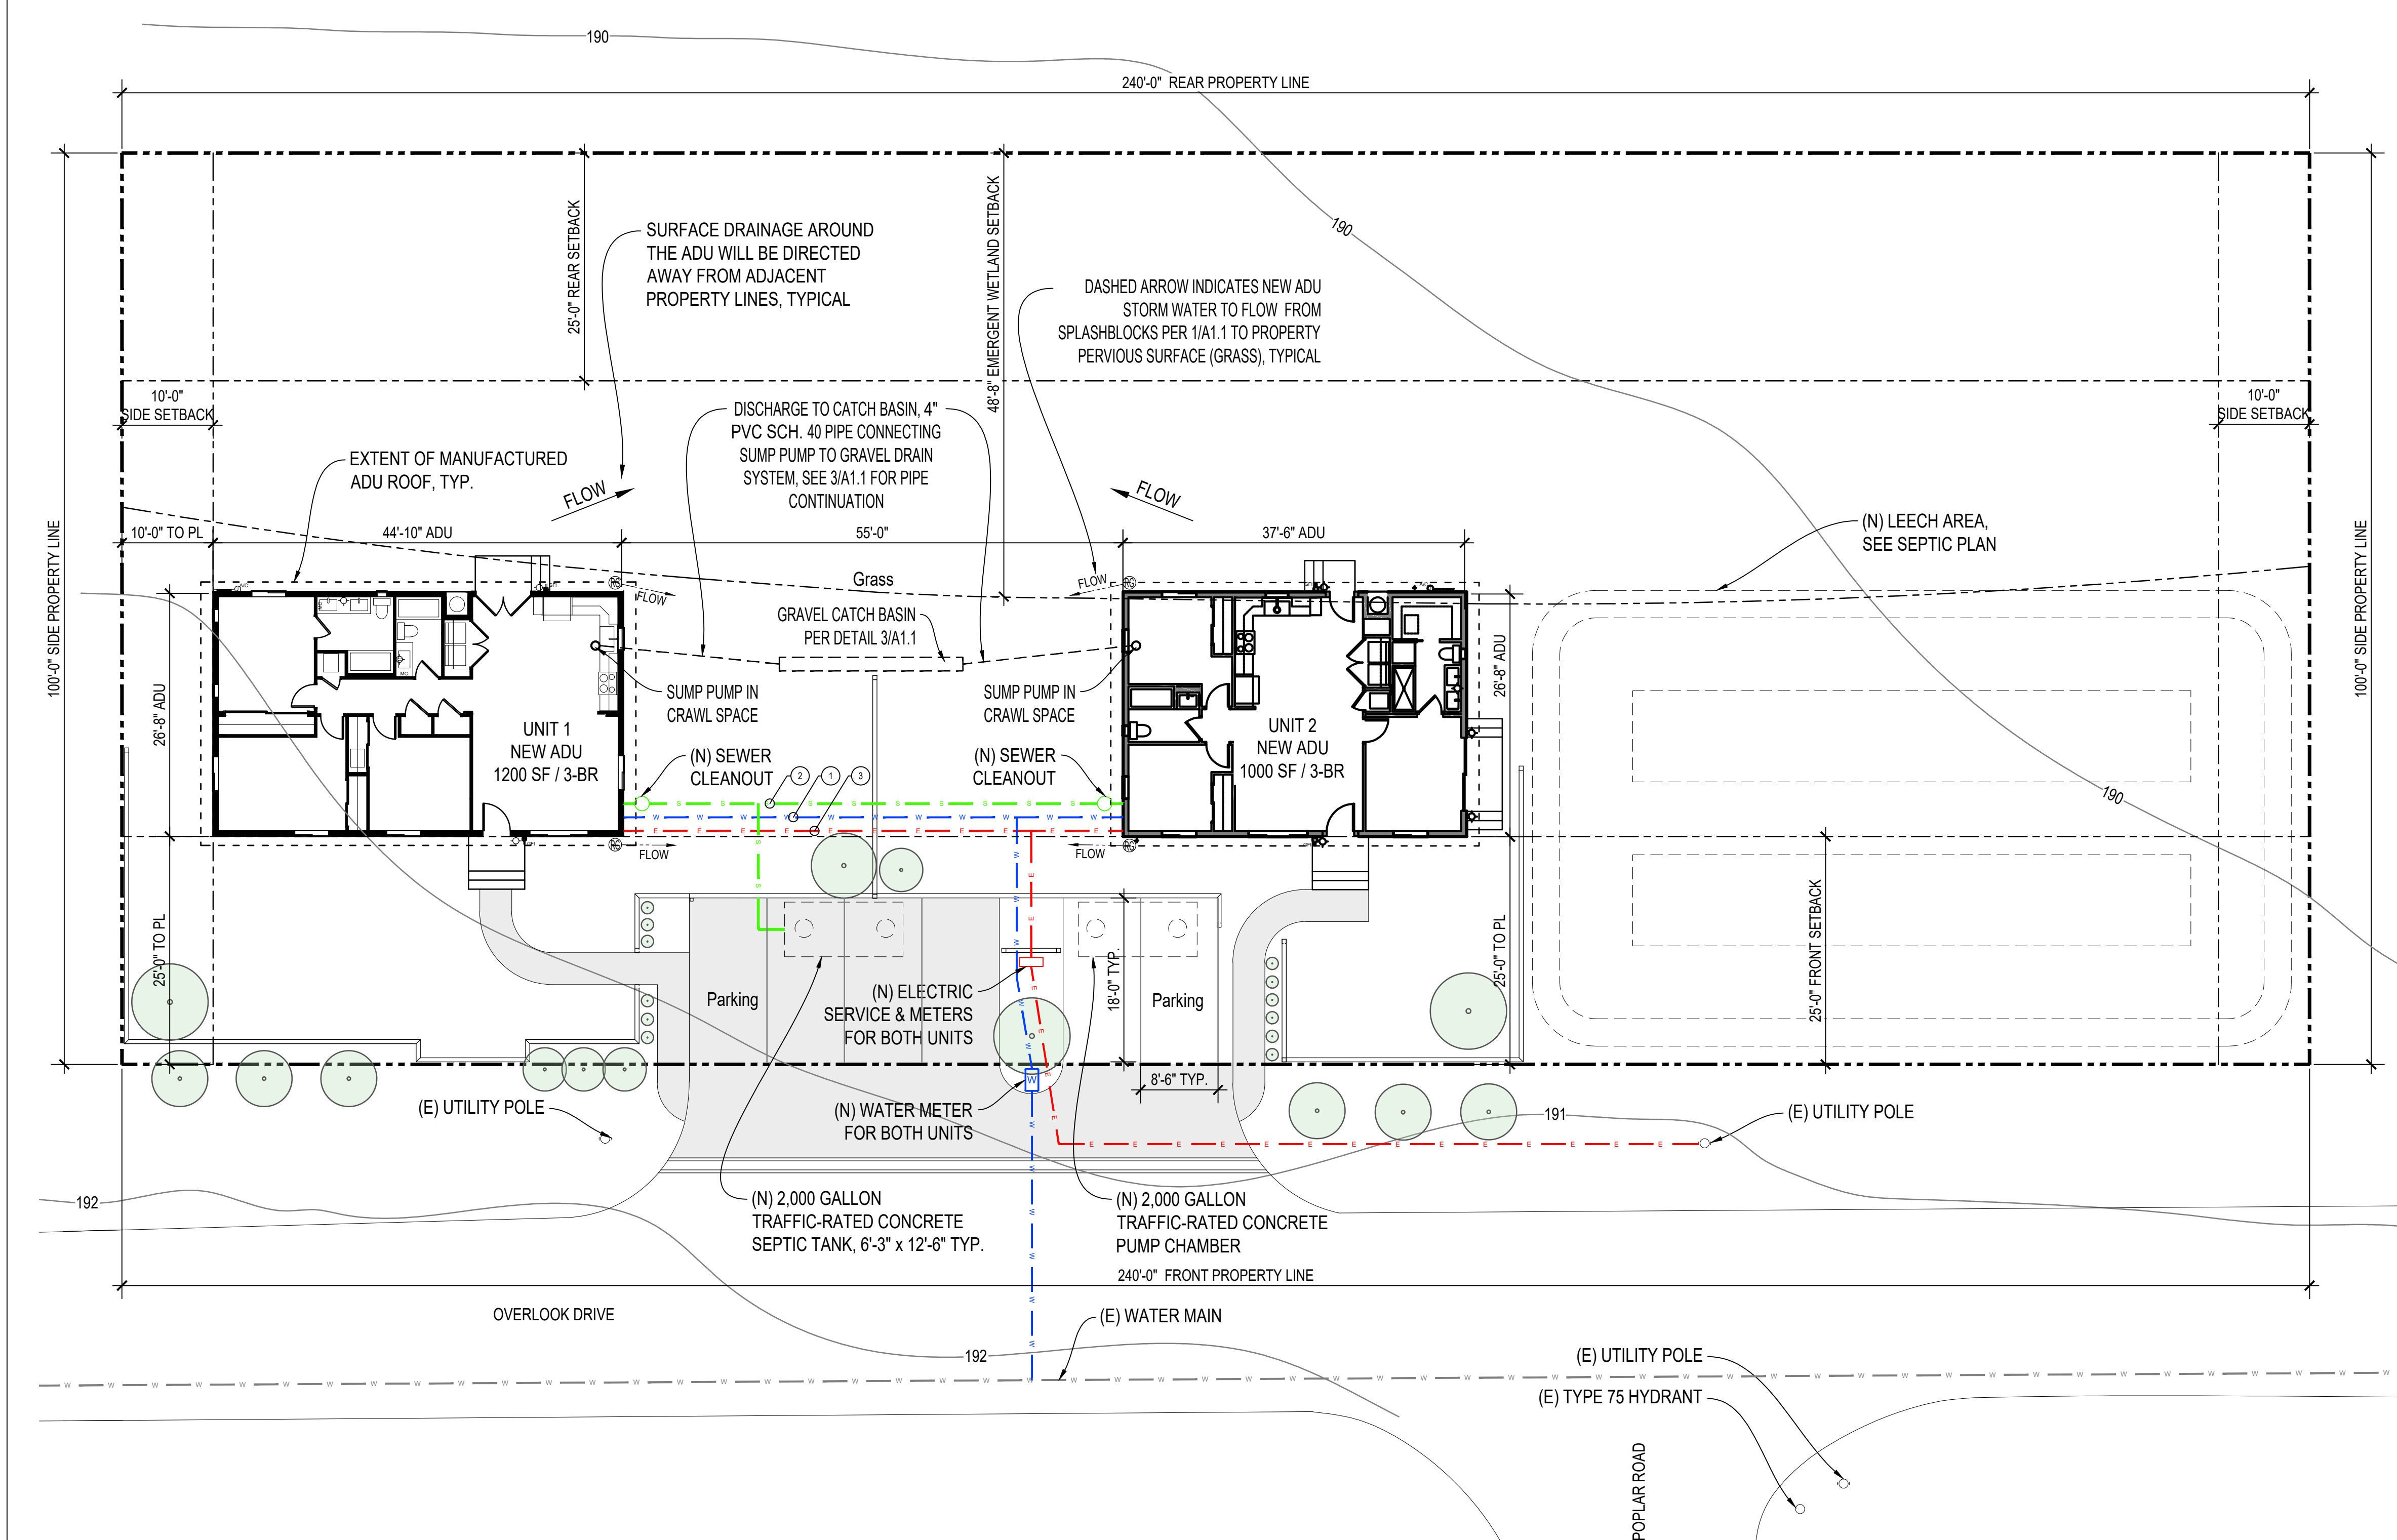 190
240'-0" REAR PROPERTY LINE
25'-0" REAR SETBACK
48'-8" EMERGENT WETLAND SETBACK
190
SURFACE DRAINAGE AROUND
THE ADU WILL BE DIRECTED
AWAY FROM ADJACENT
PROPERTY LINES, TYPICAL
DASHED ARROW INDICATES NEW ADU
STORM WATER TO FLOW FROM
SPLASHBLOCKS PER 1/A1.1 TO PROPERTY
PERVIOUS SURFACE (GRASS), TYPICAL
10'-0"
SIDE SETBACK
10'-0"
SIDE SETBACK
DISCHARGE TO CATCH BASIN, 4"
PVC SCH. 40 PIPE CONNECTING
SUMP PUMP TO GRAVEL DRAIN
SYSTEM, SEE 3/A1.1 FOR PIPE
CONTINUATION
EXTENT OF MANUFACTURED
ADU ROOF, TYP.
FLOW
FLOW
(N) LEECH AREA,
SEE SEPTIC PLAN
100'-0" SIDE PROPERTY LINE
100'-0" SIDE PROPERTY LINE
10'-0" TO PL
44'-10" ADU
55'-0"
37'-6" ADU
Grass
FLOW
FLOW
GRAVEL CATCH BASIN
PER DETAIL 3/A1.1
26'-8" ADU
26'-8" ADU
SUMP PUMP IN
CRAWL SPACE
SUMP PUMP IN
CRAWL SPACE
UNIT 1
NEW ADU
1200 SF / 3-BR
UNIT 2
NEW ADU
1000 SF / 3-BR
(N) SEWER
CLEANOUT
(N) SEWER
CLEANOUT
2
1
3
S S S S S S S S S
W W W W W W W W W W
E E E E E E E E E E
190
FLOW
FLOW
25'-0" TO PL
25'-0" TO PL
25'-0" FRONT SETBACK
18'-0" TYP.
Parking
Parking
(N) ELECTRIC
SERVICE & METERS
FOR BOTH UNITS
8'-6" TYP.
W
(N) WATER METER
FOR BOTH UNITS
(E) UTILITY POLE
191
(E) UTILITY POLE
E E E E E E E E E E E E E E
192
(N) 2,000 GALLON
TRAFFIC-RATED CONCRETE
SEPTIC TANK, 6'-3" x 12'-6" TYP.
(N) 2,000 GALLON
TRAFFIC-RATED CONCRETE
PUMP CHAMBER
240'-0" FRONT PROPERTY LINE
OVERLOOK DRIVE
(E) WATER MAIN
192
(E) UTILITY POLE
(E) TYPE 75 HYDRANT
POPLAR ROAD